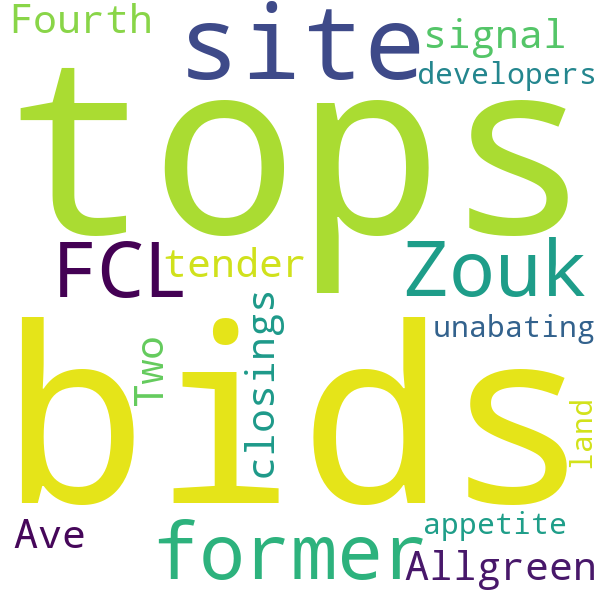 Fourth
site
signal
developers
tops
FCL
tender
Zouk
closings
Two
unabating
bids
land
Ave
former
appetite
Allgreen